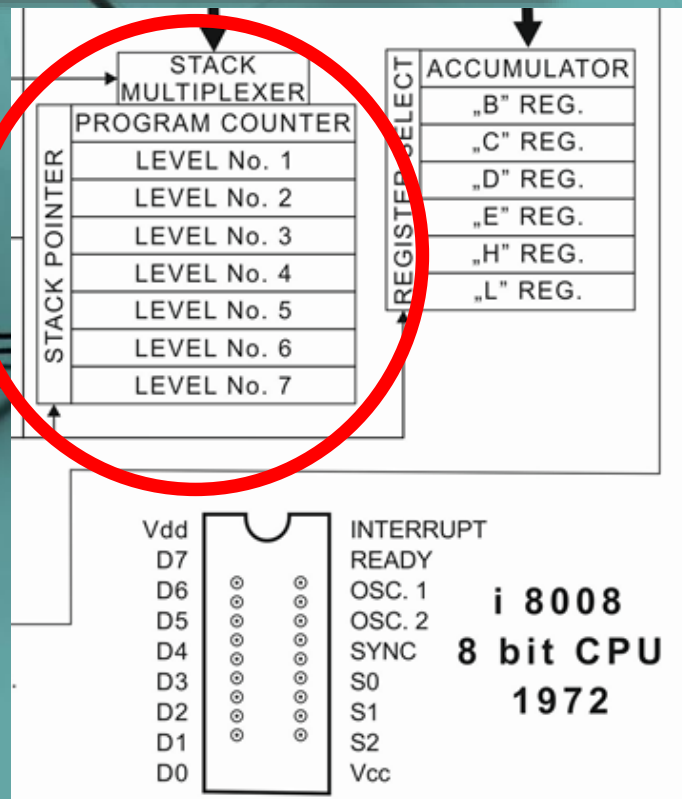 STACK
MULTIPLEXER
STACK POINTER
PROGRAM COUNTER
LEVEL No. 1
LEVEL No. 2
LEVEL No. 3
LEVEL No. 4
LEVEL No. 5
LEVEL No. 6
LEVEL No. 7
REGISTER SELECT
ACCUMULATOR
„B” REG.
„C” REG.
„D” REG.
„E” REG.
„H” REG.
„L” REG.
Vdd
D7
D6
D5
D4
D3
D2
D1
D0
INTERRUPT
READY
OSC. 1
OSC. 2
SYNC
S0
S1
S2
Vcc
i 8008
8 bit CPU
1972